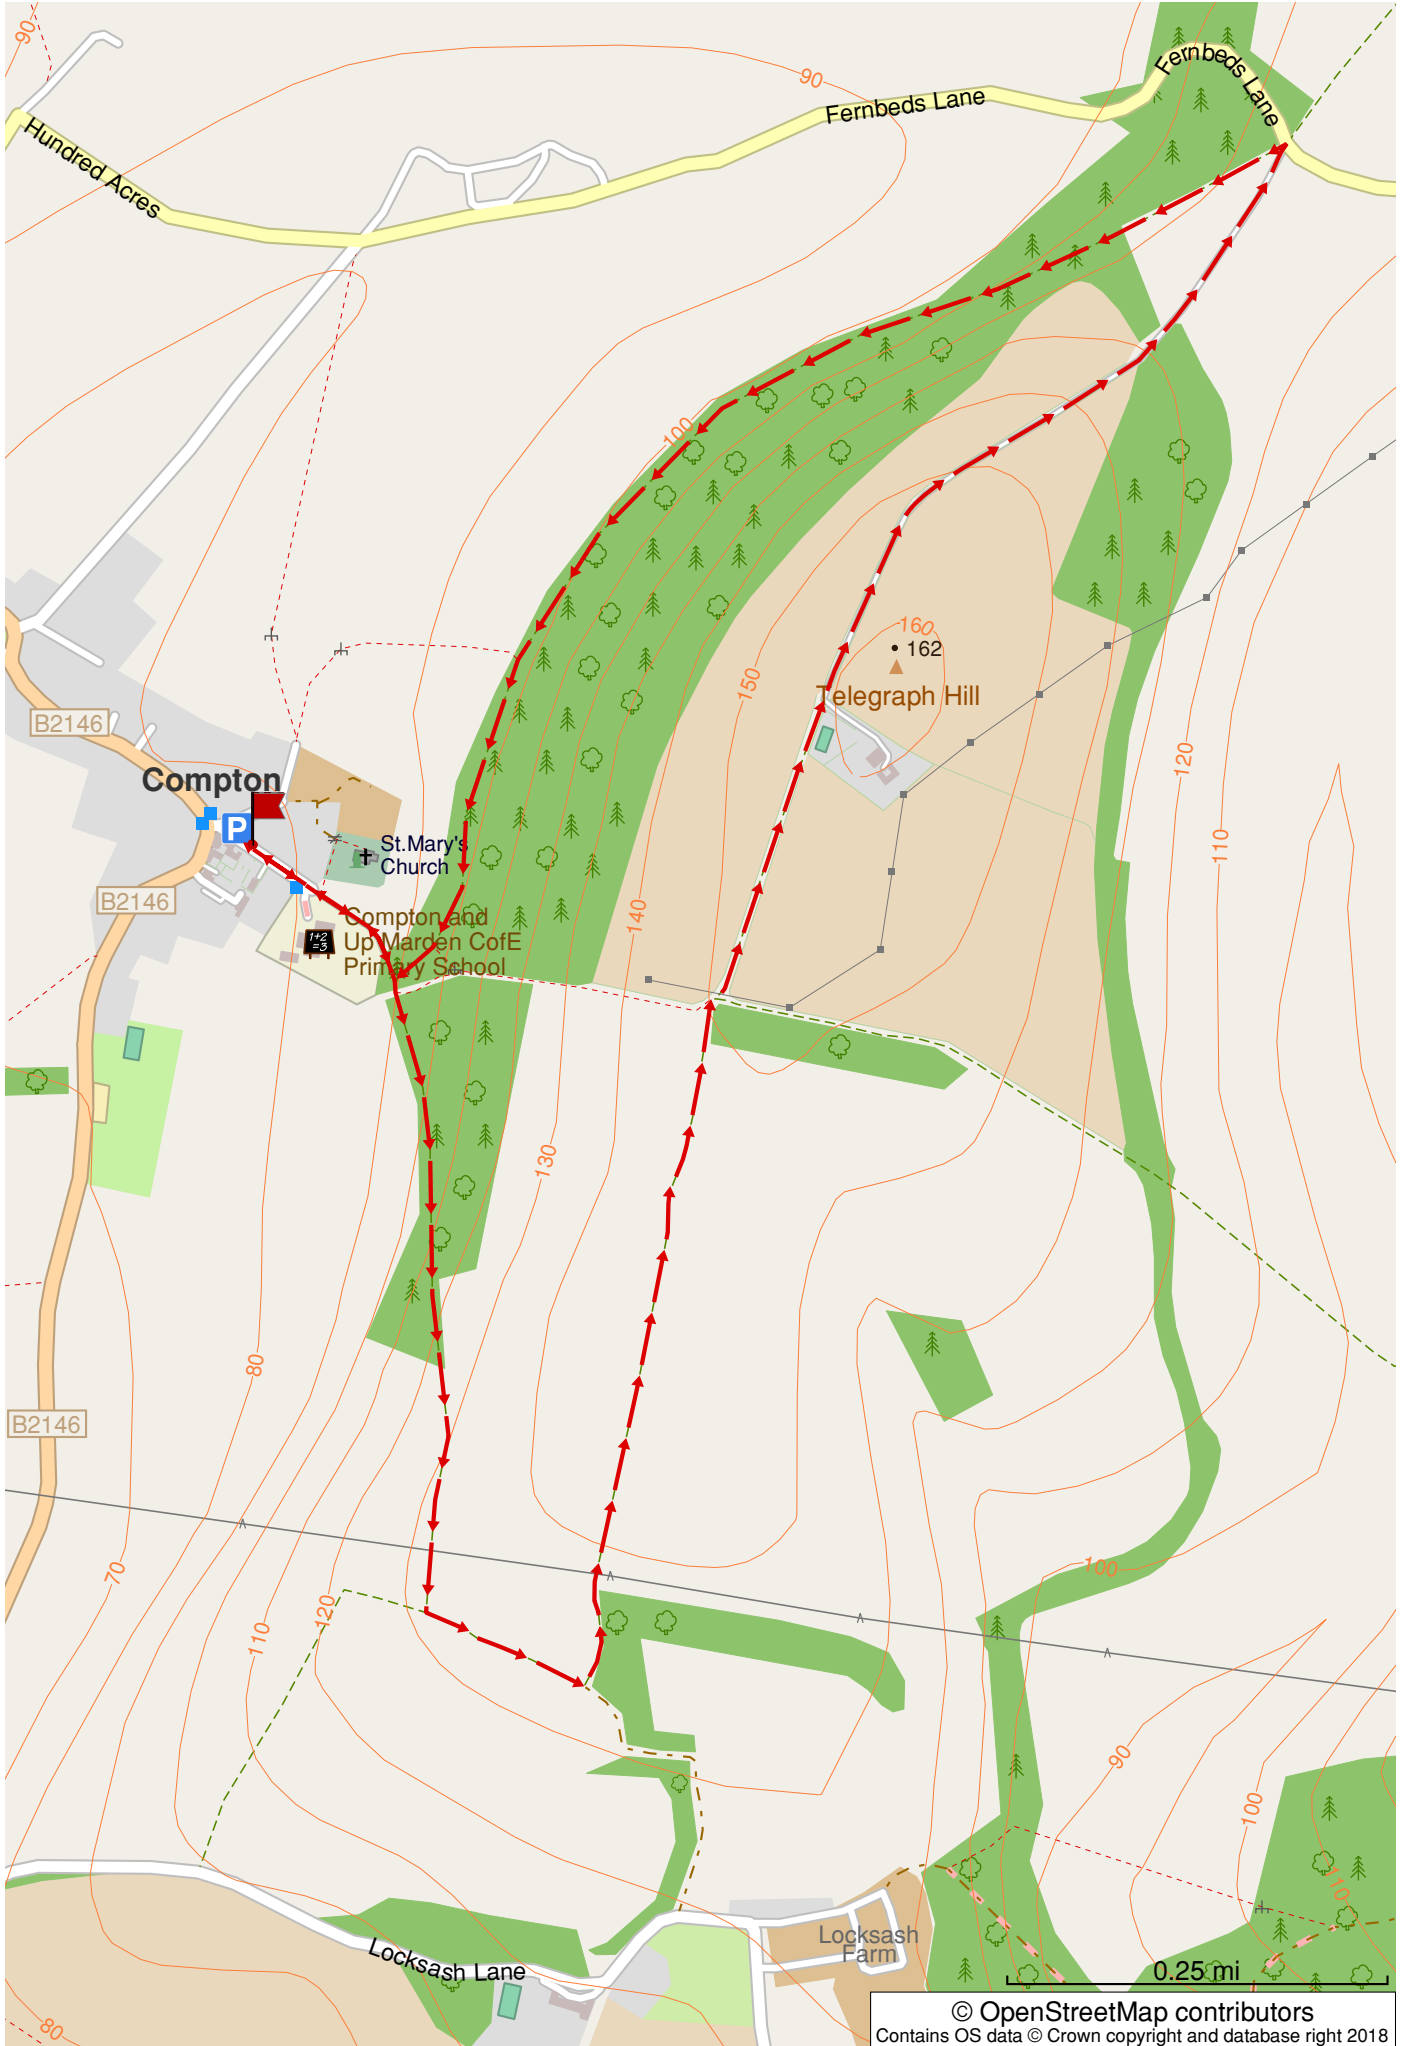 90
Fernbeds Lane
90
Fernbeds Lane
Hundred Acres
100
160
162
150
Telegraph Hill
B2146
120
Compton
P
110
St.Mary's
Church
B2146
140
Compton and
Up Marden CofE
Primary School
1+2
=3
130
80
B2146
100
70
120
110
90
100
110
Locksash
Farm
Locksash Lane
0.25 mi
80
© OpenStreetMap contributors
Contains OS data © Crown copyright and database right 2018